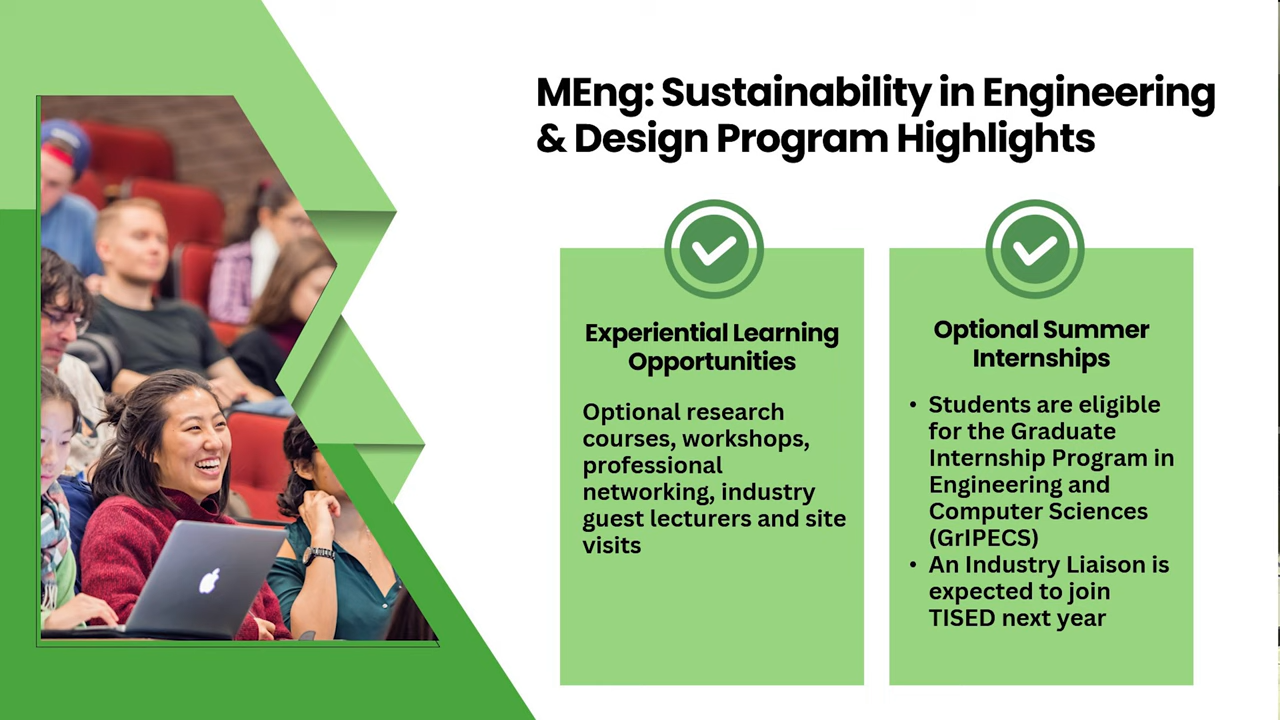 MEng: Sustainability in Engineering
& Design Program Highlights
Experiential Learning
Opportunities
Optional research
courses, workshops,
professional
networking, industry
guest lecturers and site
visits
Optional Summer
Internships
• Students are eligible
for the Graduate
Internship Program in
Engineering and
Computer Sciences
(GrIPECS)
• An Industry Liaison is
expected to join
TISED next year